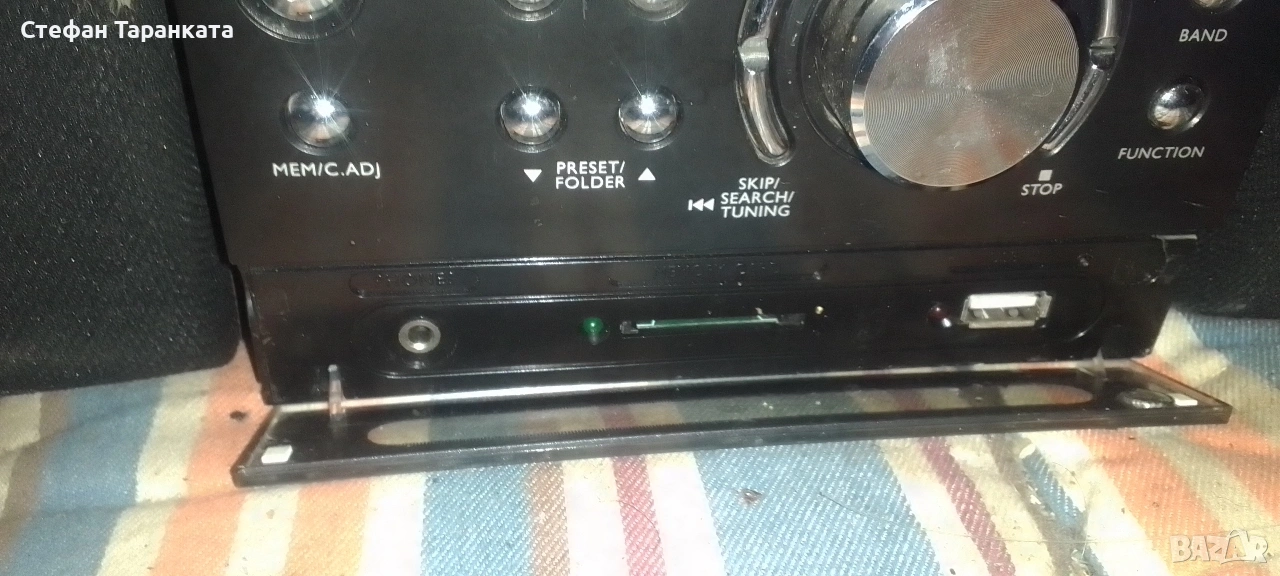 Стефан Таранката
BAND
MEM/C.ADJ
PRESET/
FOLDER
SKIP/
SEARCH/
TUNING
STOP
FUNCTION
BAZAR